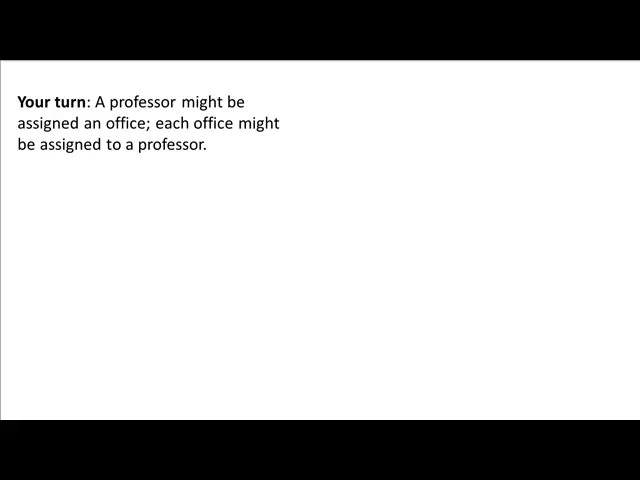 Your turn: A professor might be
assigned an office; each office might
be assigned to a professor.